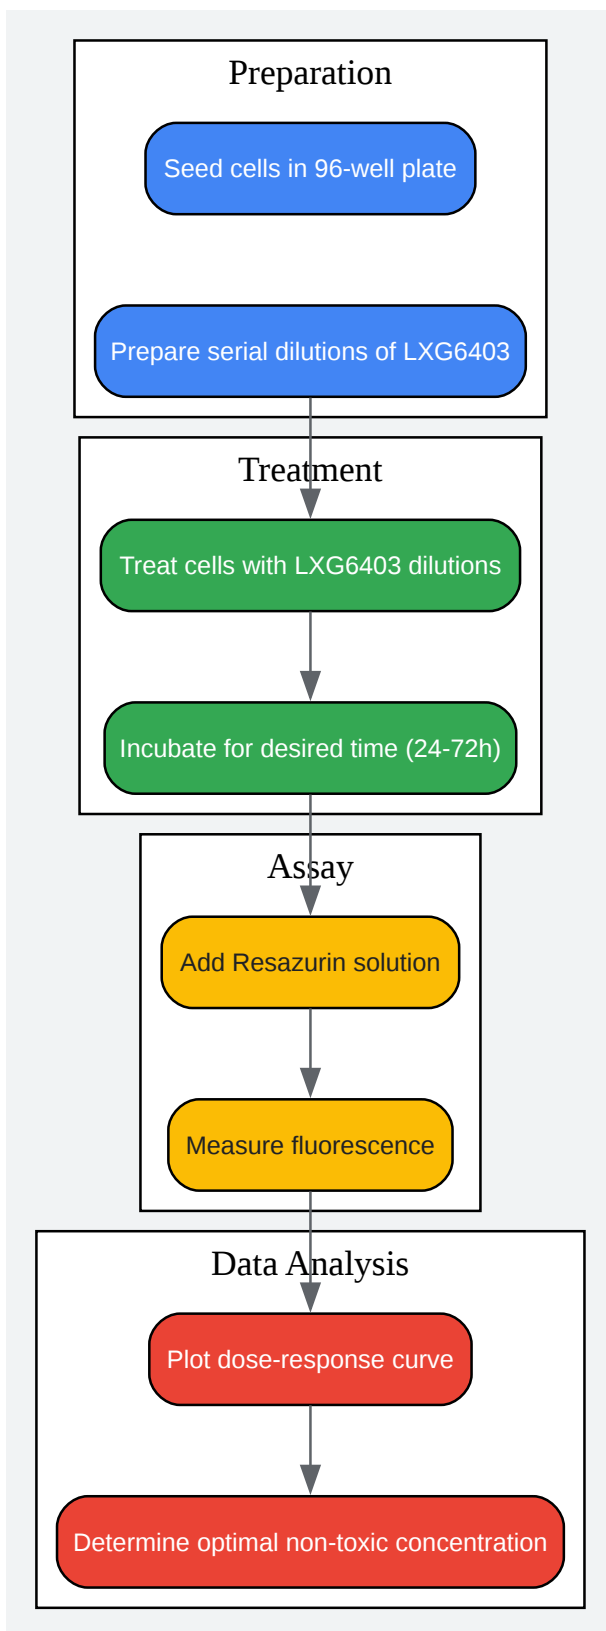 Preparation
Seed cells in 96-well plate
Prepare serial dilutions of LXG6403
Treatment
Treat cells with LXG6403 dilutions
Incubate for desired time (24-72h)
Assay
Add Resazurin solution
Measure fluorescence
Data Analysis
Plot dose-response curve
Determine optimal non-toxic concentration